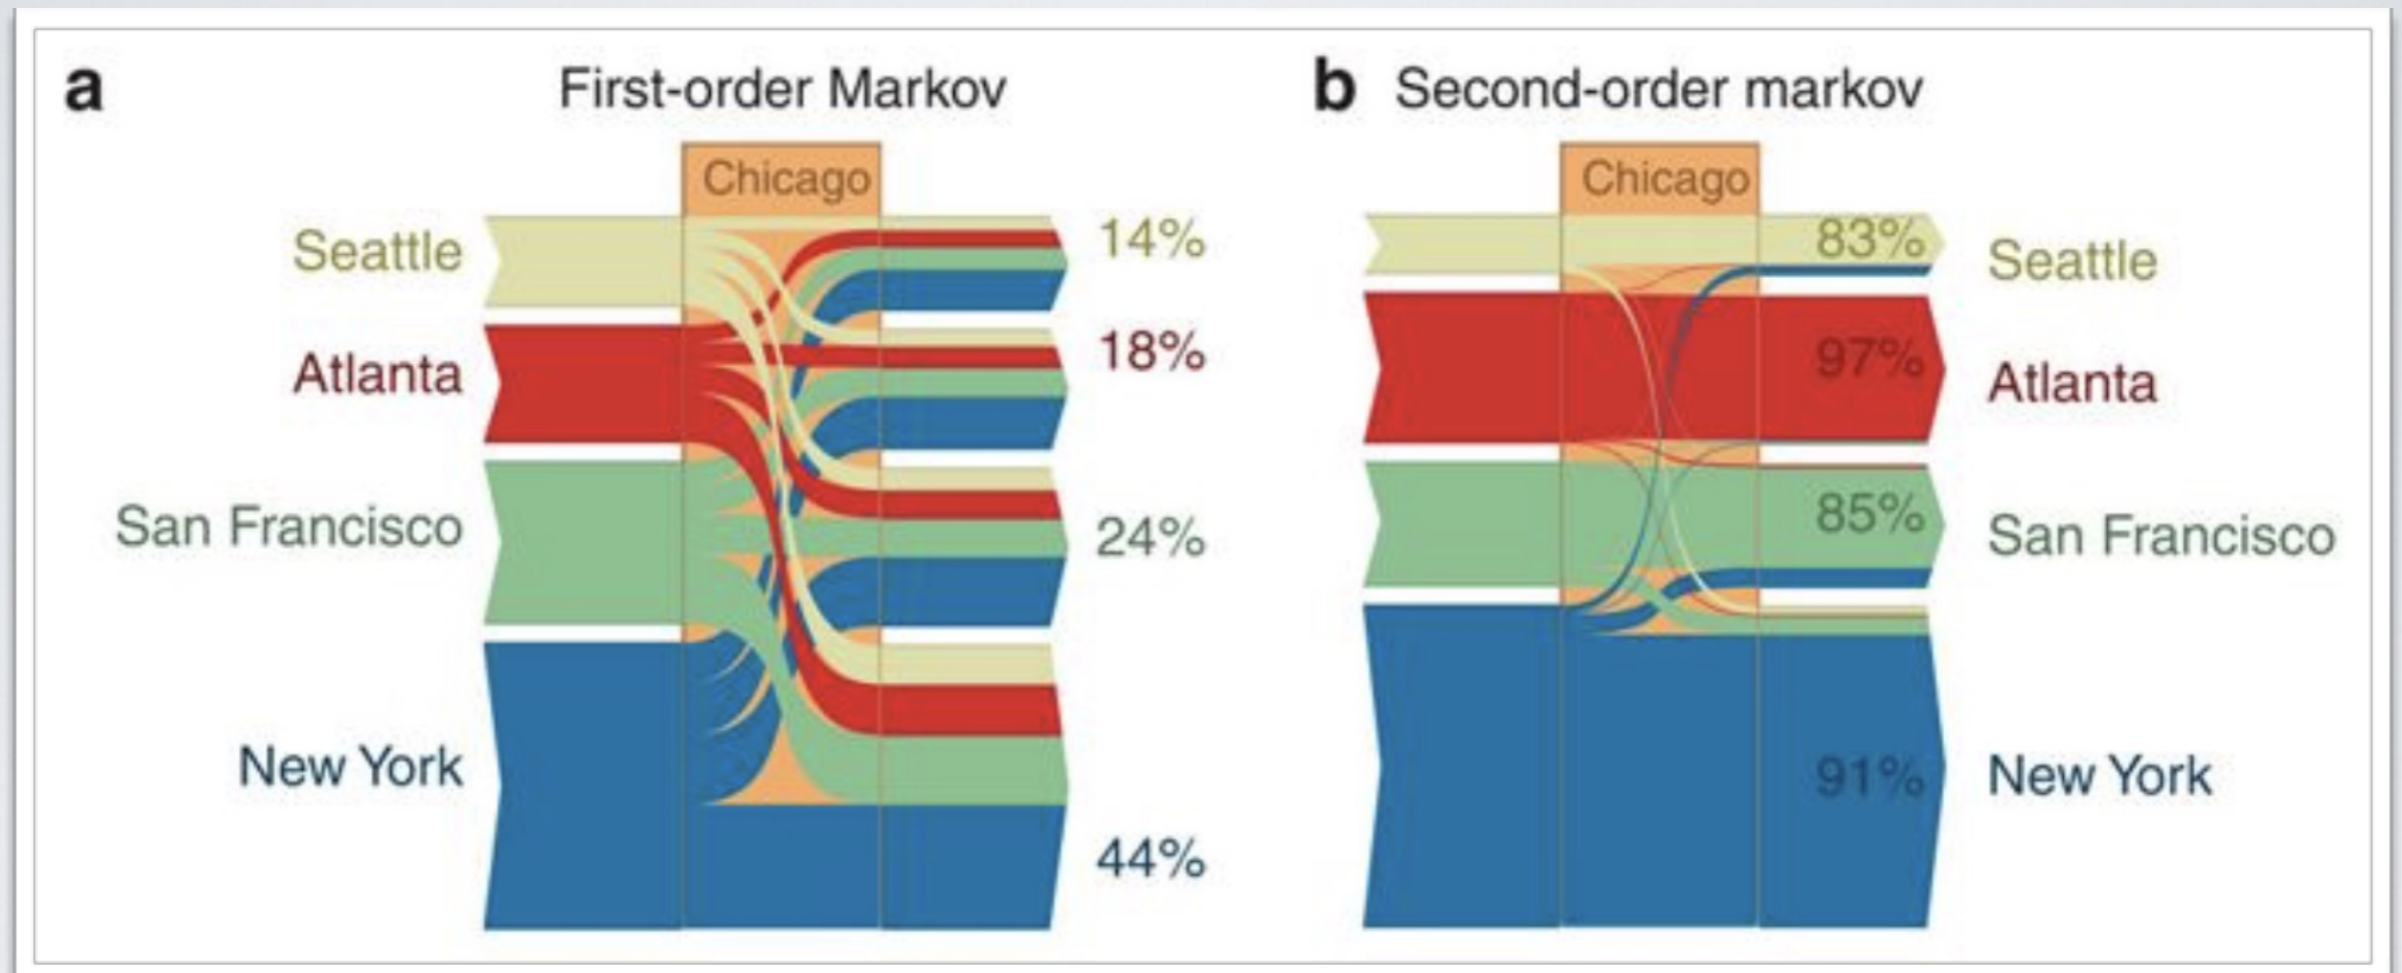 a
First-order Markov
Chicago
Seattle
14%
Atlanta
18%
San Francisco
24%
New York
44%
b
Second-order markov
Chicago
83%
Seattle
97%
Atlanta
85%
San Francisco
91%
New York